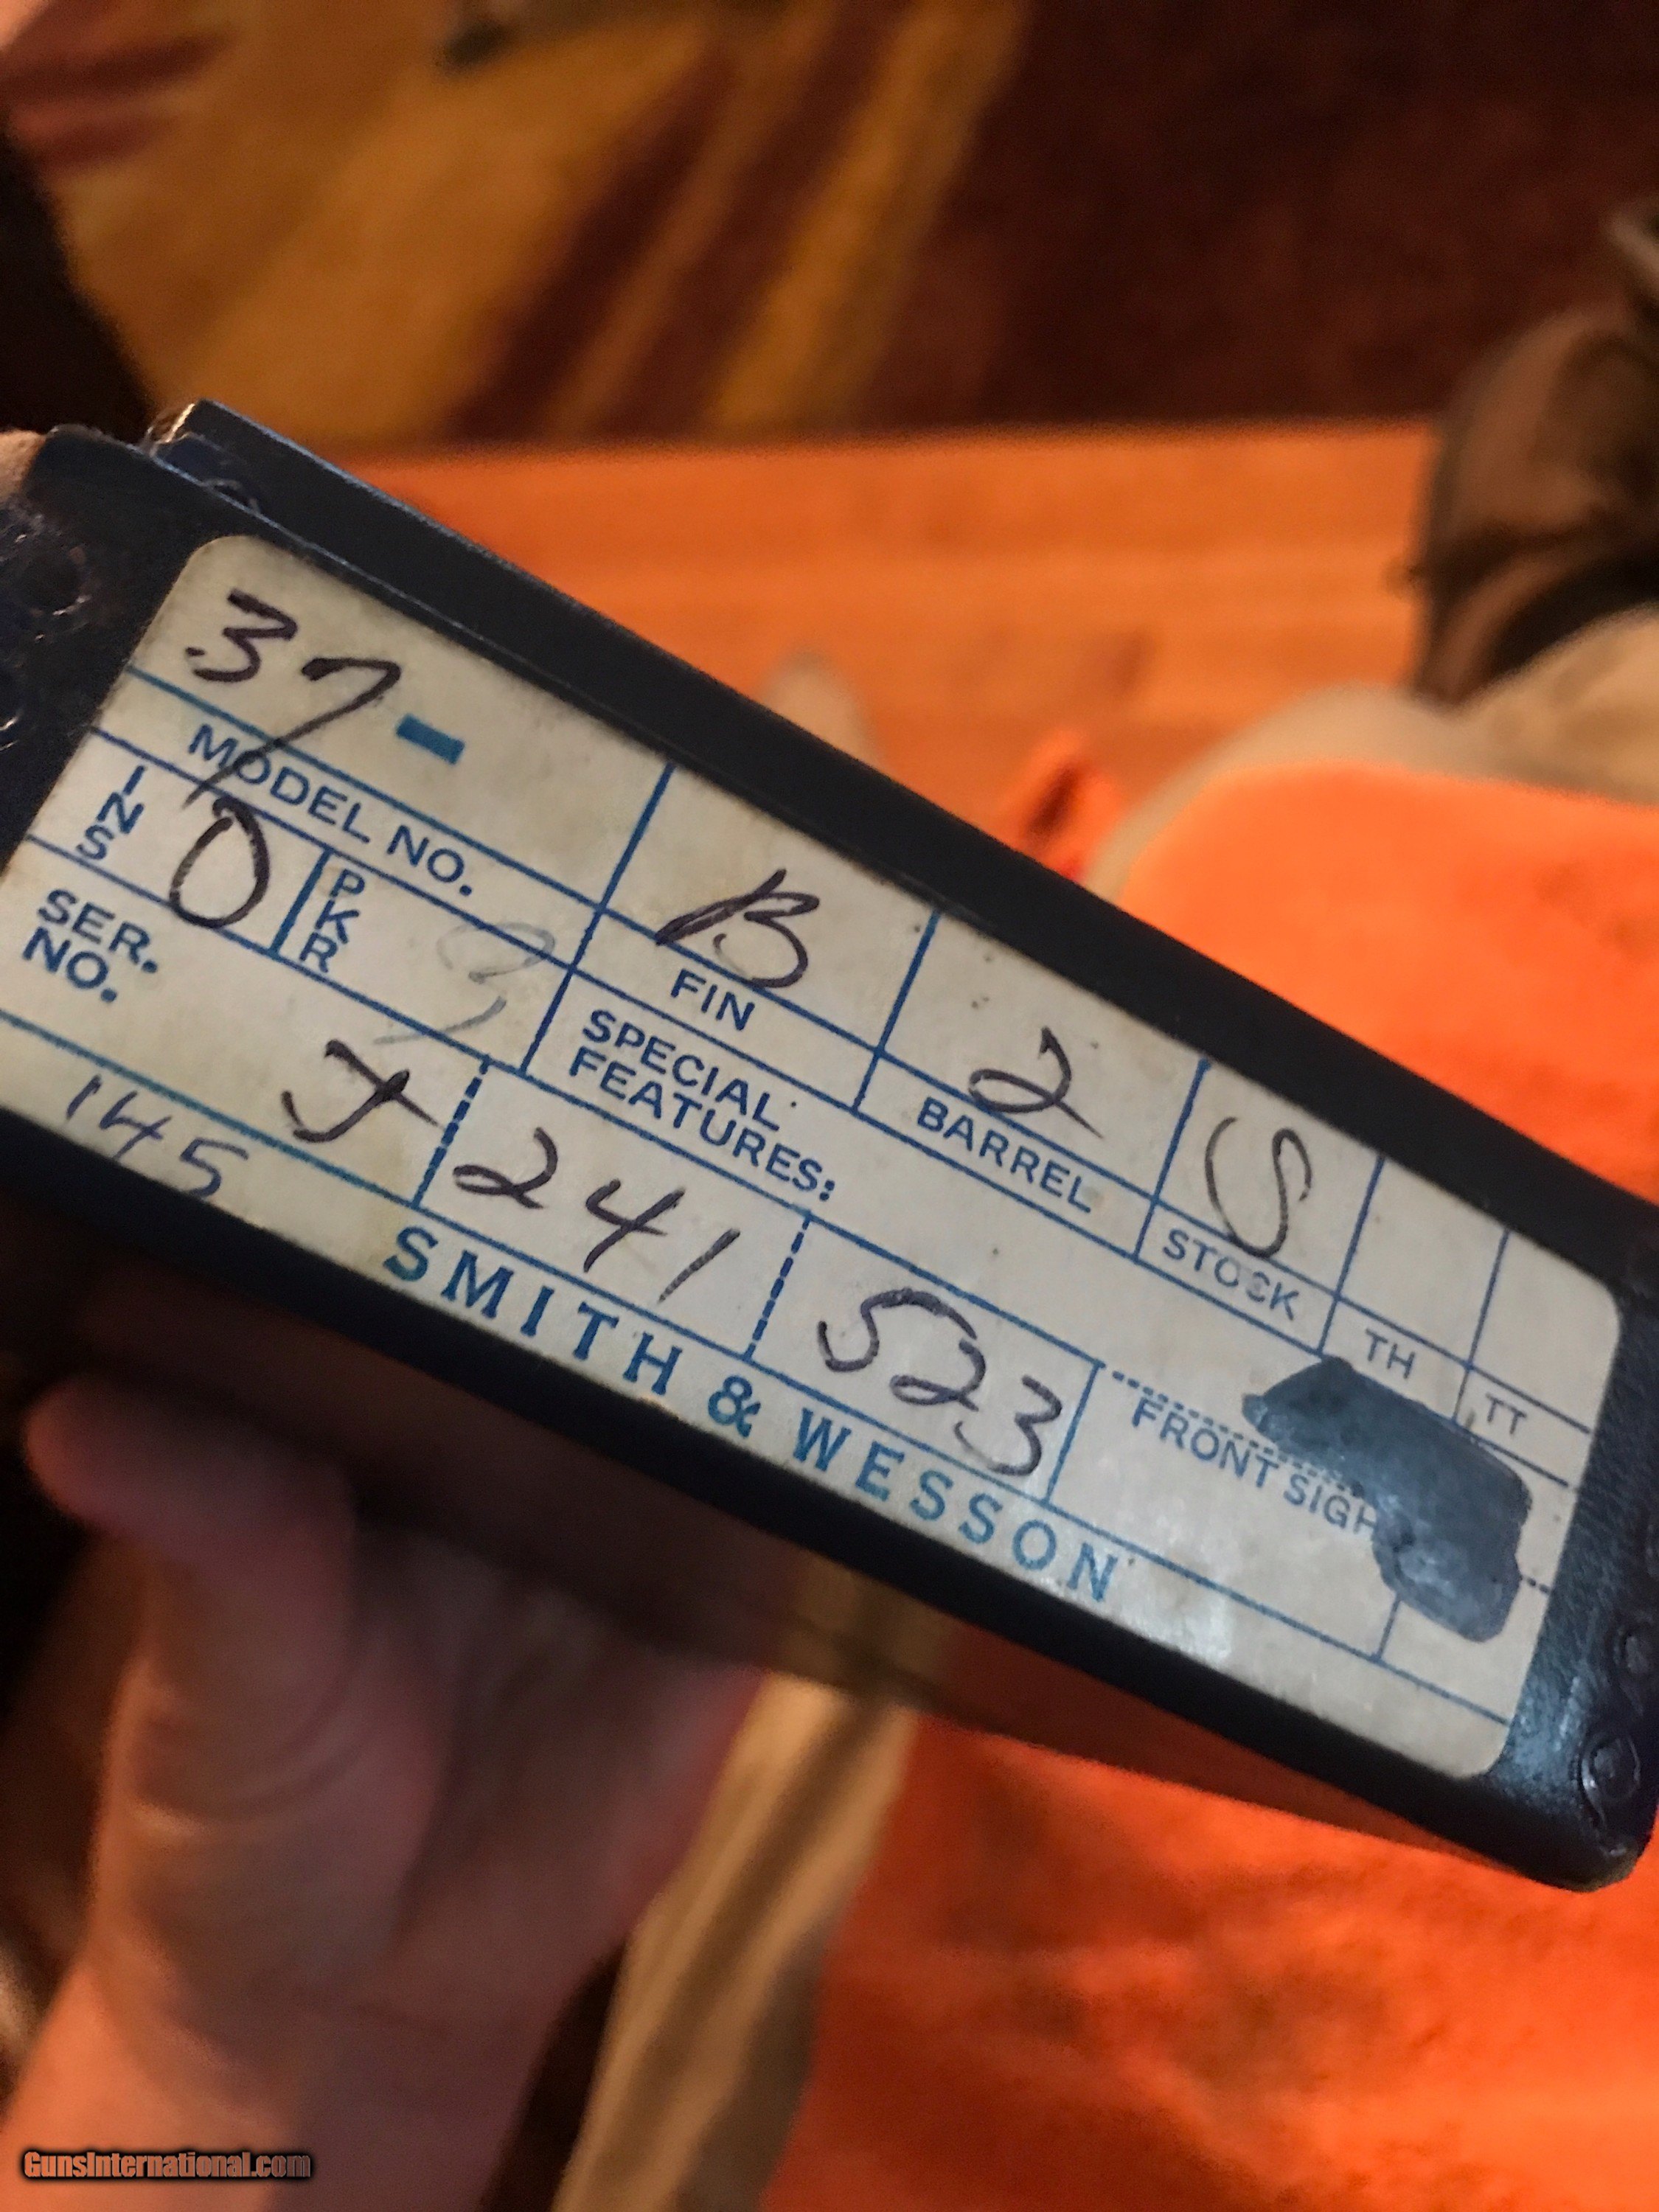 37- B 2 S
MODEL NO. FIN BARREL STOCK TH TT
INS O PKR SPECIAL FEATURES:
SER. NO. J 241 523 FRONT SIGH
145 SMITH & WESSON
GunsInternational.com